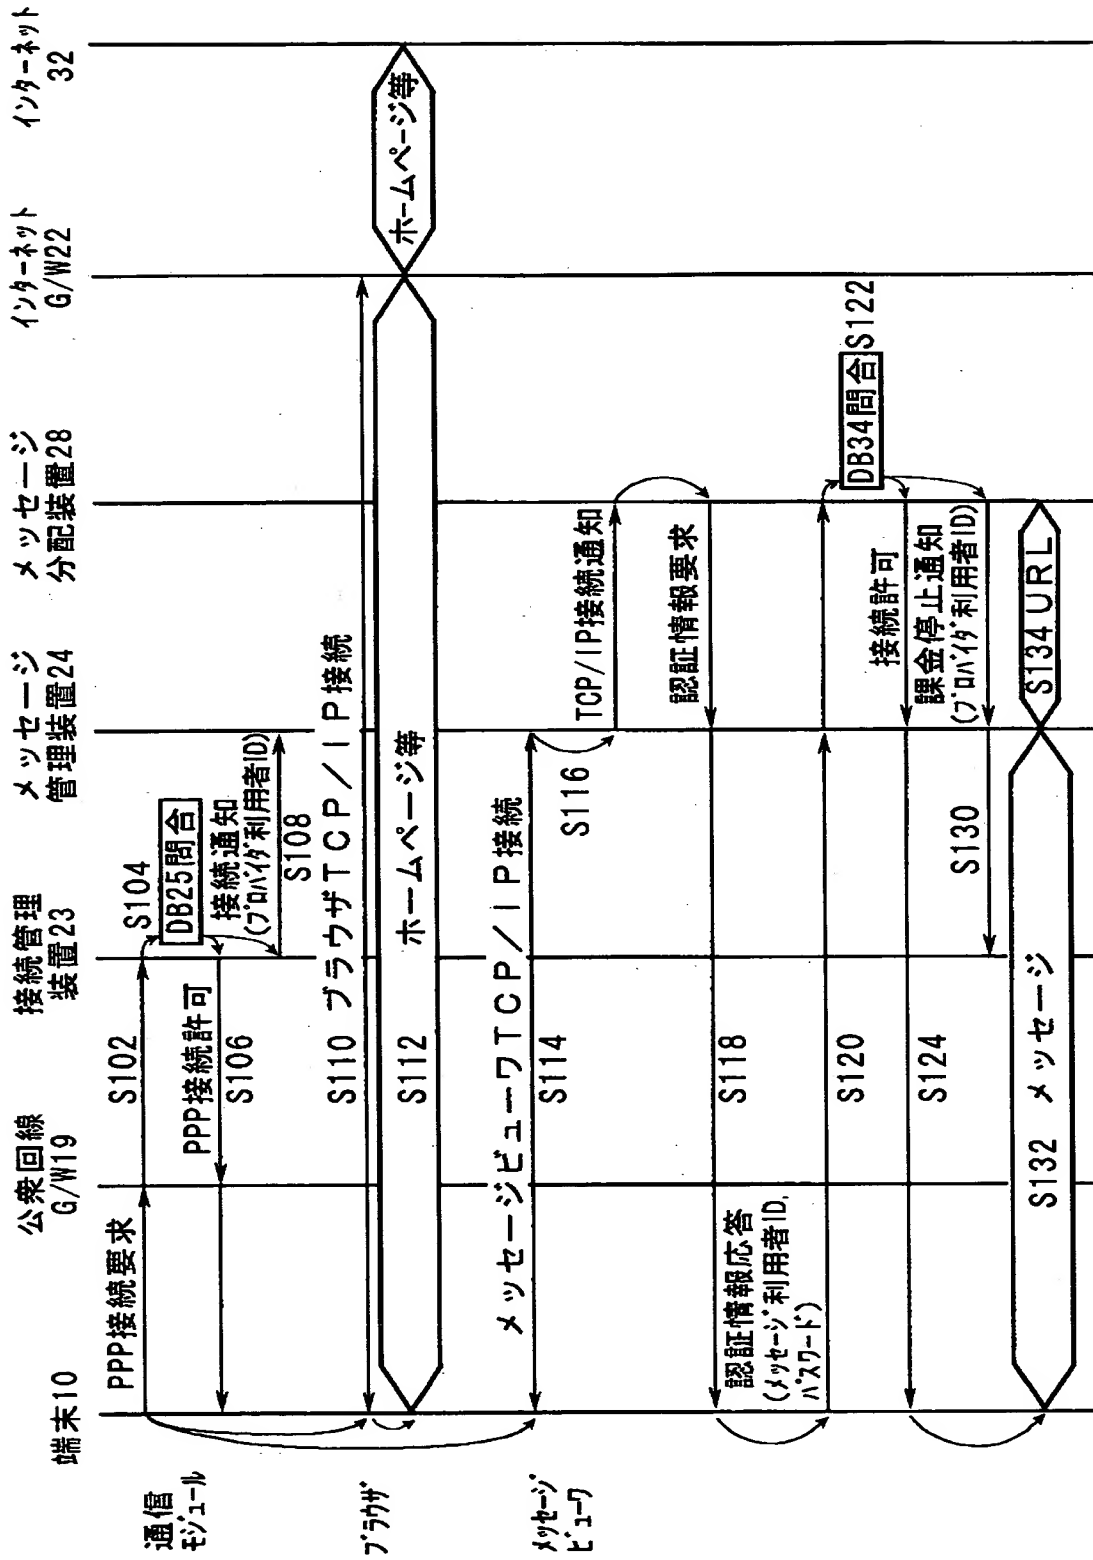 端末10
公衆回線
G/W19
接続管理
装置23
メッセージ
管理装置24
メッセージ
分配装置28
インターネット
G/W22
インターネット
32
通信
モジュール
PPP接続要求
S102
S104
DB25問合
PPP接続許可
S106
接続通知
(プロバイダ利用者ID)
S108
ブラウザ
S110 ブラウザTCP/IP接続
S112 ホームページ等
ホームページ等
メッセージ
ビューワ
メッセージビューワTCP/IP接続
S114
S116
TCP/IP接続通知
認証情報要求
S118
認証情報応答
(メッセージ利用者ID,
パスワード)
S120
DB34問合
S122
接続許可
S124
課金停止通知
(プロバイダ利用者ID)
S130
S132 メッセージ
S134 URL